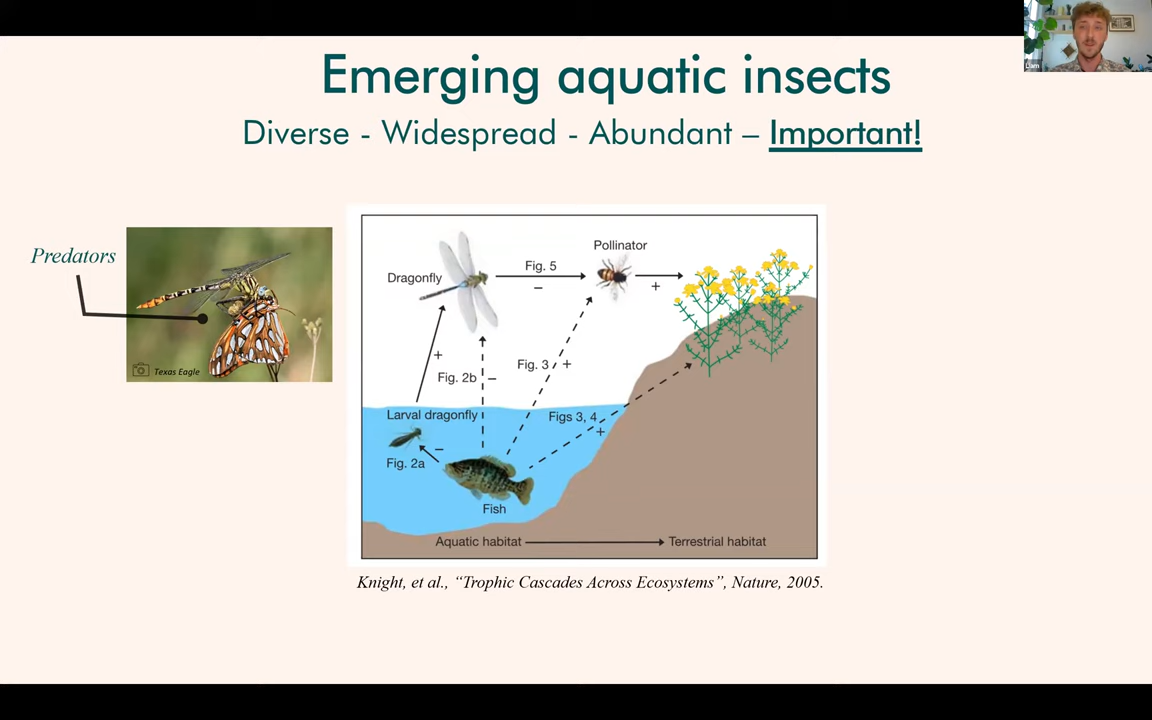 Liam
Emerging aquatic insects
Diverse - Widespread - Abundant – Important!
Predators
Texas Eagle
Pollinator
Dragonfly
Fig. 5
–
+
+
Fig. 2b
–
Fig. 3
+
Larval dragonfly
Figs 3, 4
+
–
Fig. 2a
Fish
Aquatic habitat
Terrestrial habitat
Knight, et al., “Trophic Cascades Across Ecosystems”, Nature, 2005.